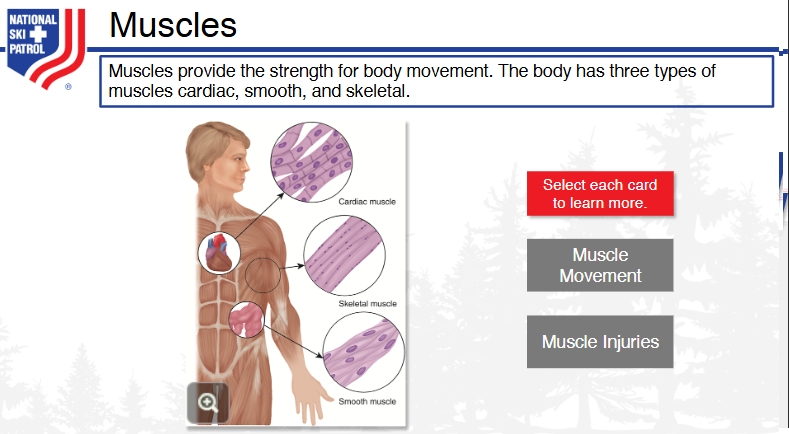 NATIONAL
SKI
PATROL
®
Muscles
Muscles provide the strength for body movement. The body has three types of
muscles cardiac, smooth, and skeletal.
Cardiac muscle
Skeletal muscle
Smooth muscle
Select each card
to learn more.
Muscle
Movement
Muscle Injuries